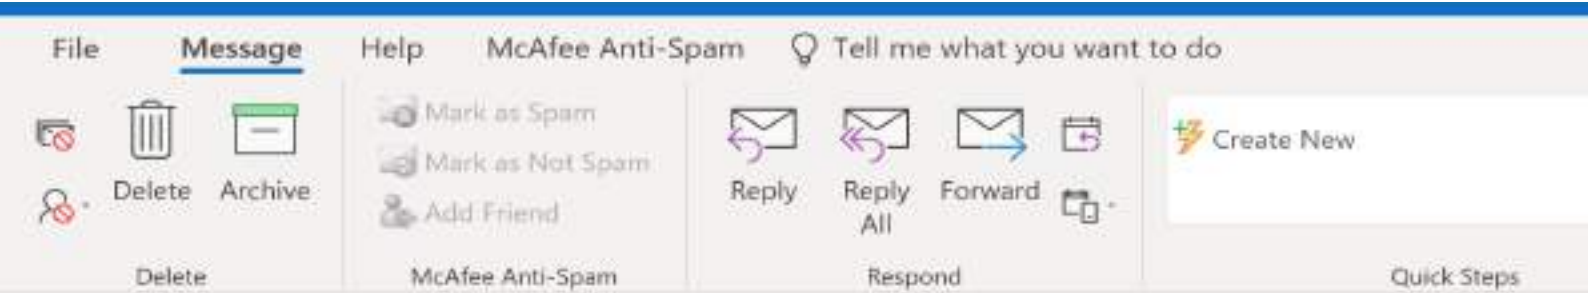 File Message Help McAfee Anti-Spam Tell me what you want to do
Delete
Archive
Mark as Spam
Mark as Not Spam
Add Friend
Reply
Reply All
Forward
Create New
Delete McAfee Anti-Spam Respond Quick Steps